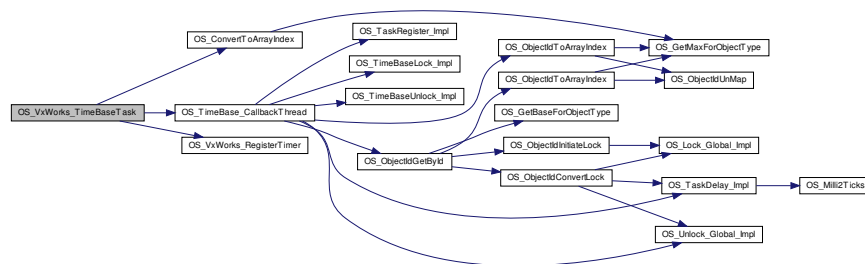 OS_VxWorks_TimeBaseTask
OS_ConvertToArrayIndex
OS_TimeBase_CallbackThread
OS_VxWorks_RegisterTimer
OS_TaskRegister_Impl
OS_TimeBaseLock_Impl
OS_TimeBaseUnlock_Impl
OS_ObjectIdGetById
OS_ObjectIdToArrayIndex
OS_ObjectIdToArrayIndex
OS_GetBaseForObjectType
OS_ObjectIdInitiateLock
OS_ObjectIdConvertLock
OS_GetMaxForObjectType
OS_ObjectIdUnMap
OS_Lock_Global_Impl
OS_TaskDelay_Impl
OS_Unlock_Global_Impl
OS_Milli2Ticks